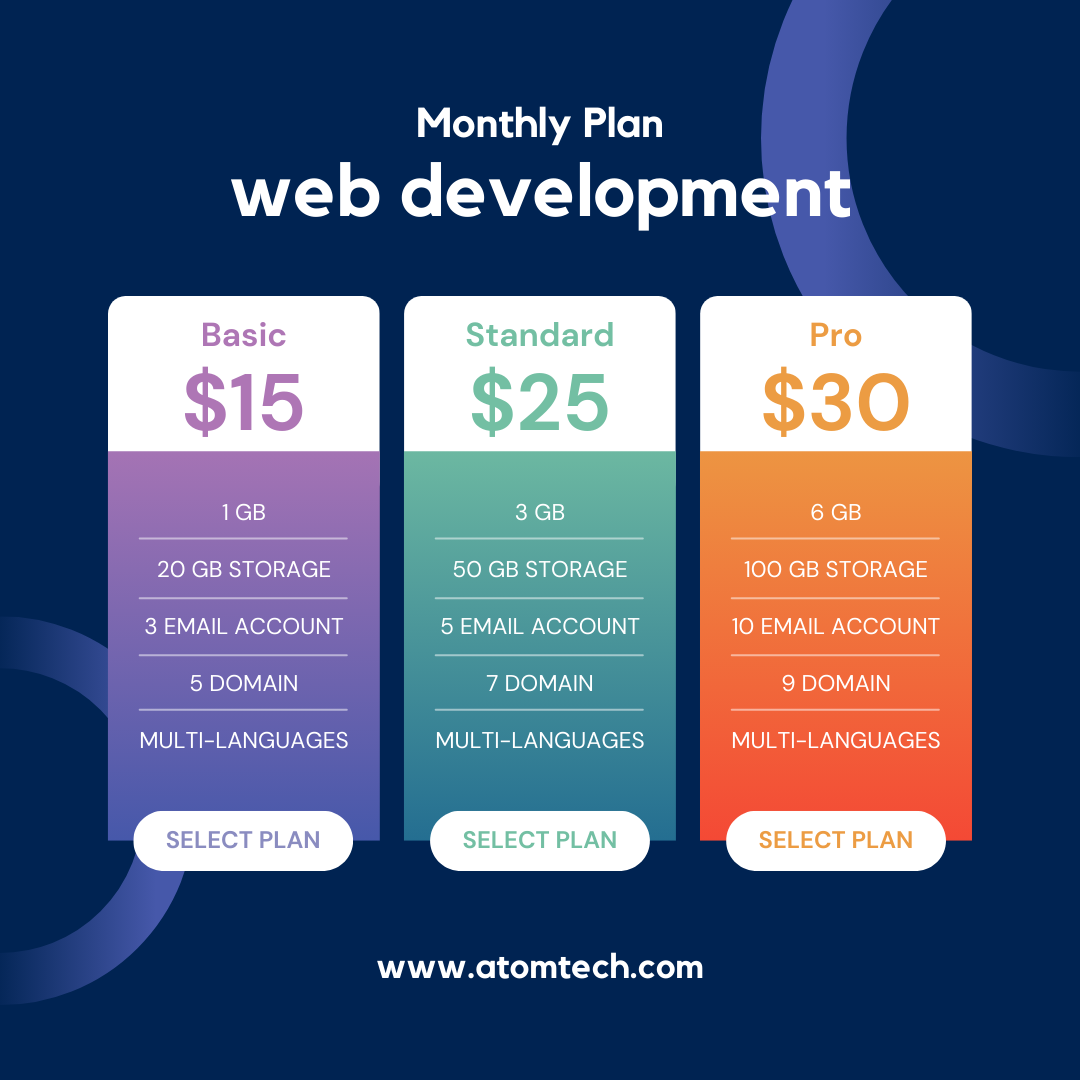 Monthly Plan
web development
Basic
$15
1 GB
20 GB STORAGE
3 EMAIL ACCOUNT
5 DOMAIN
MULTI-LANGUAGES
SELECT PLAN
Standard
$25
3 GB
50 GB STORAGE
5 EMAIL ACCOUNT
7 DOMAIN
MULTI-LANGUAGES
SELECT PLAN
Pro
$30
6 GB
100 GB STORAGE
10 EMAIL ACCOUNT
9 DOMAIN
MULTI-LANGUAGES
SELECT PLAN
www.atomtech.com